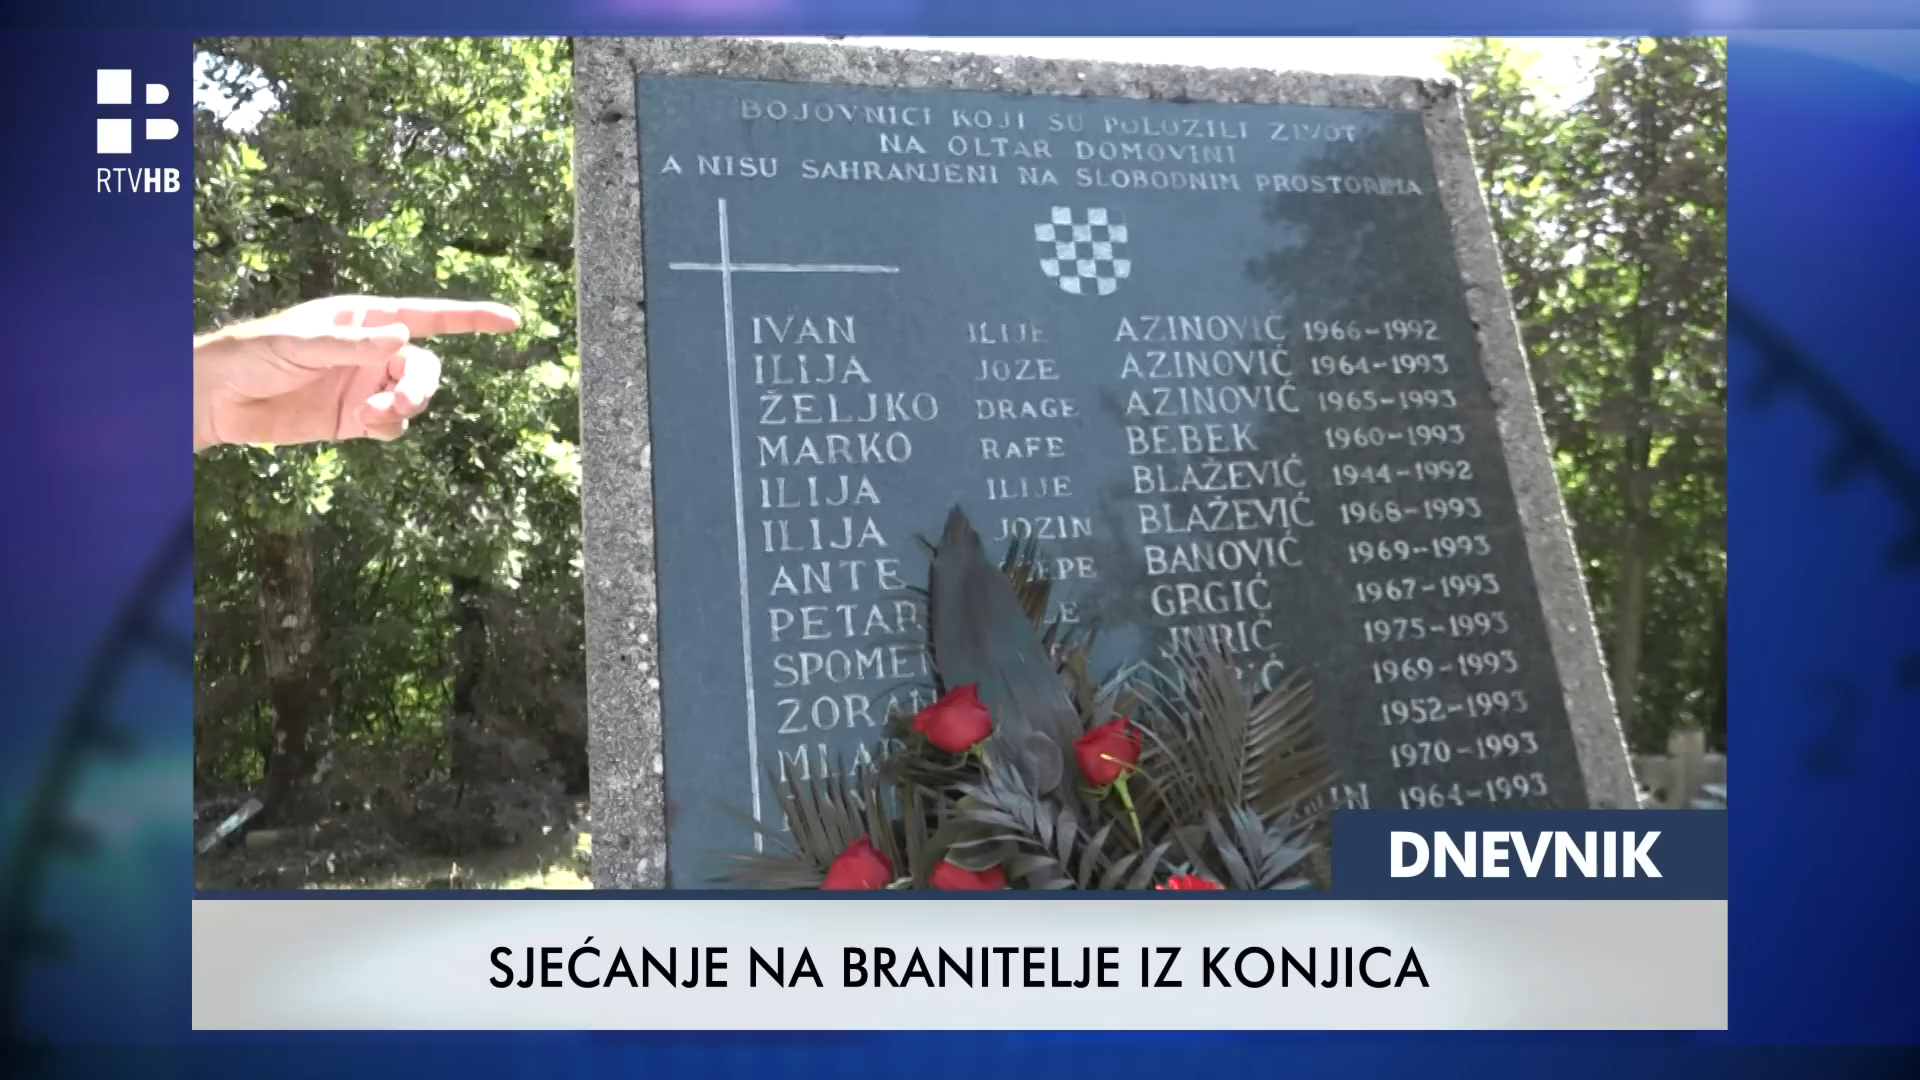 RTVHB
BOJOVNICI KOJI SU POLOZILI ZIVOT
NA OLTAR DOMOVINI
A NISU SAHRANJENI NA SLOBODNIM PROSTORIMA
IVAN ILIJE AZINOVIĆ 1966-1992
ILIJA JOZE AZINOVIĆ 1964-1993
ŽELJKO DRAGE AZINOVIĆ 1965-1993
MARKO RAFE BEBEK 1960-1993
ILIJA ILIJE BLAŽEVIĆ 1944-1992
ILIJA JOZIN BLAŽEVIĆ 1968-1993
ANTE BANOVIĆ 1969-1993
PETAR GRGIĆ 1967-1993
1975-1993
ZORAN 1969-1993
1952-1993
1970-1993
1964-1993
DNEVNIK
SJEĆANJE NA BRANITELJE IZ KONJICA